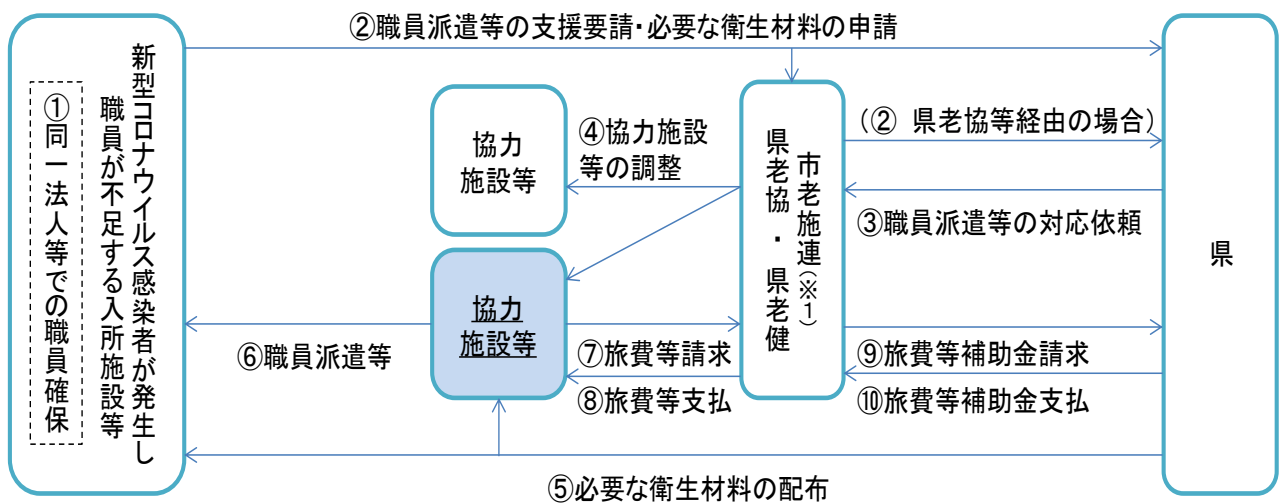 ②職員派遣等の支援要請・必要な衛生材料の申請
新型コロナウイルス感染者が発生し
職員が不足する入所施設等
①同一法人等での職員確保
協力
施設等
④協力施設
等の調整
市老施連(※1)
県老協・県老健
(② 県老協等経由の場合)
③職員派遣等の対応依頼
県
協力
施設等
⑥職員派遣等
⑦旅費等請求
⑧旅費等支払
⑨旅費等補助金請求
⑩旅費等補助金支払
⑤必要な衛生材料の配布